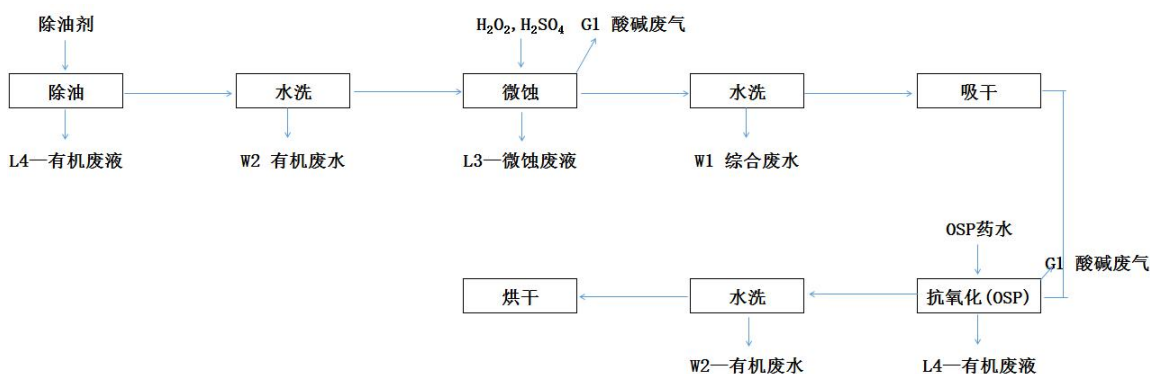 除油剂
H₂O₂,H₂SO₄
G1 酸碱废气
除油
水洗
微蚀
水洗
吸干
L4—有机废液
W2 有机废水
L3—微蚀废液
W1 综合废水
OSP药水
G1 酸碱废气
烘干
水洗
抗氧化(OSP)
W2—有机废水
L4—有机废液